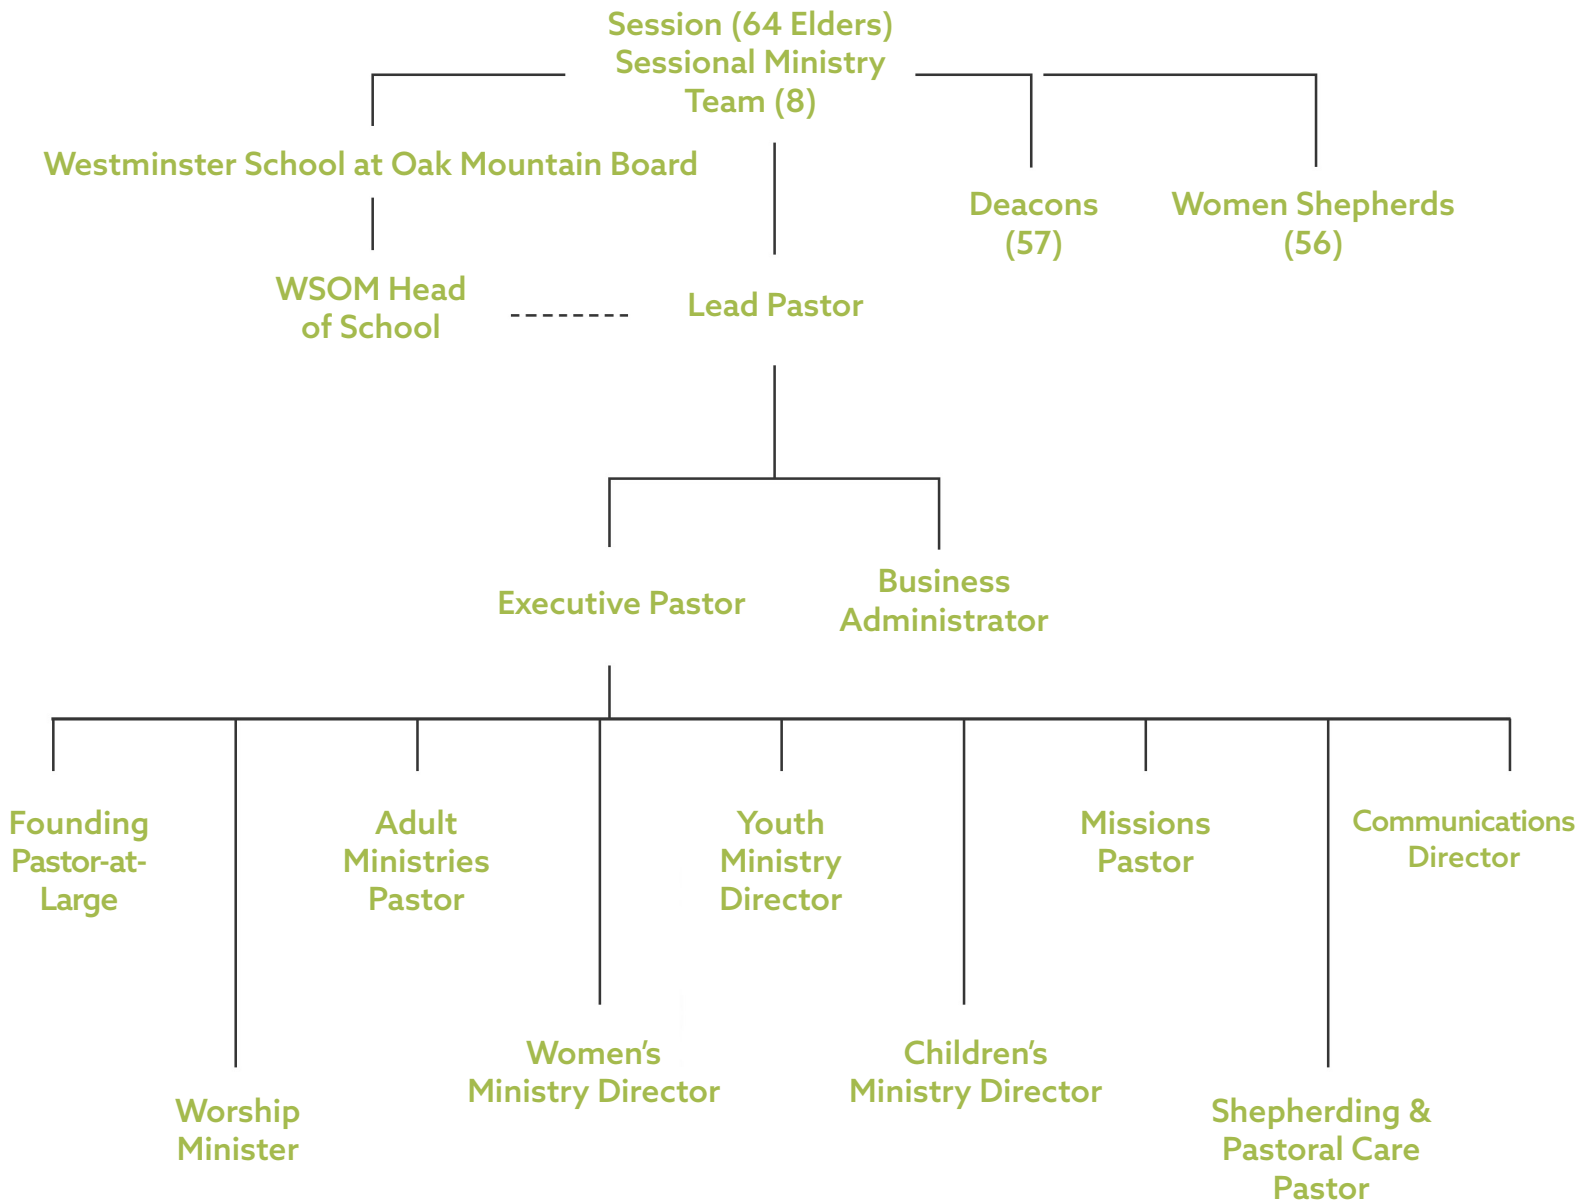 Session (64 Elders)
Sessional Ministry
Team (8)
Westminster School at Oak Mountain Board
Deacons
(57)
Women Shepherds
(56)
WSOM Head
of School
Lead Pastor
Executive Pastor
Business
Administrator
Founding
Pastor-at-
Large
Adult
Ministries
Pastor
Youth
Ministry
Director
Missions
Pastor
Communications
Director
Women’s
Ministry Director
Children’s
Ministry Director
Worship
Minister
Shepherding &
Pastoral Care
Pastor